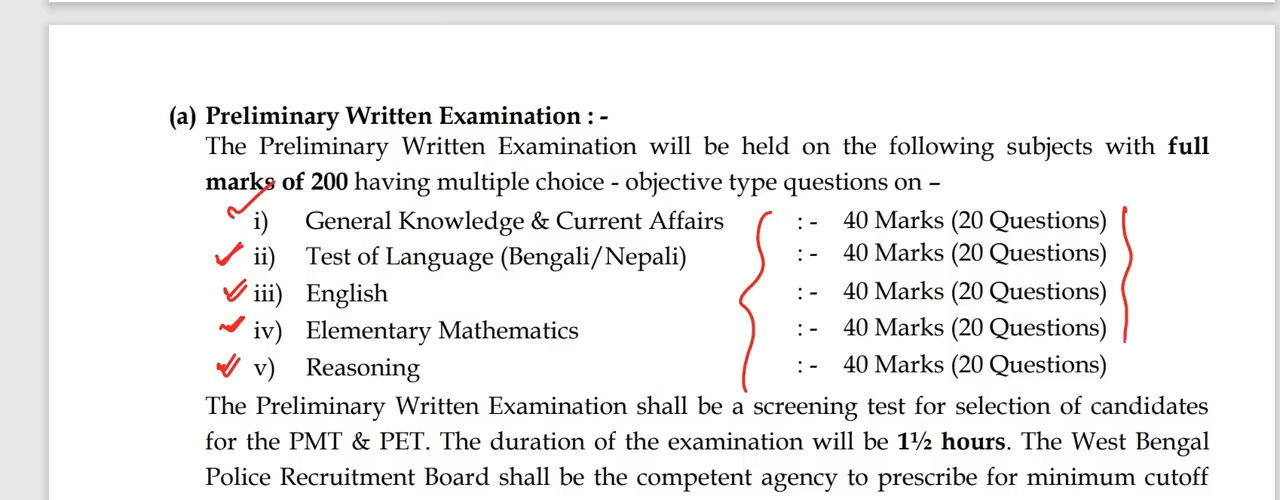 (a) Preliminary Written Examination : -
The Preliminary Written Examination will be held on the following subjects with full
marks of 200 having multiple choice - objective type questions on –
i) General Knowledge & Current Affairs : - 40 Marks (20 Questions)
ii) Test of Language (Bengali/Nepali) : - 40 Marks (20 Questions)
iii) English : - 40 Marks (20 Questions)
iv) Elementary Mathematics : - 40 Marks (20 Questions)
v) Reasoning : - 40 Marks (20 Questions)
The Preliminary Written Examination shall be a screening test for selection of candidates
for the PMT & PET. The duration of the examination will be 1½ hours. The West Bengal
Police Recruitment Board shall be the competent agency to prescribe for minimum cutoff